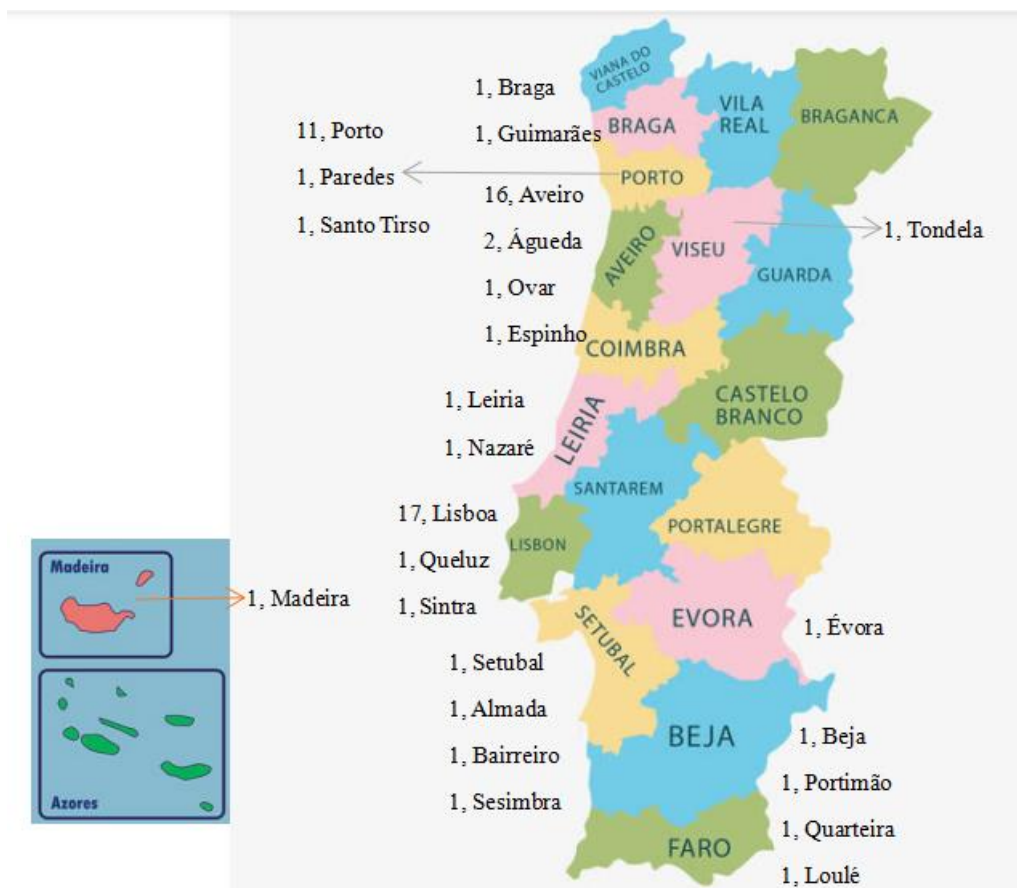 VIANA DO
CASTELO
1, Braga
BRAGA
VILA
REAL
BRAGANCA
11, Porto
1, Guimarães
1, Paredes
PORTO
16, Aveiro
1, Santo Tirso
1, Tondela
2, Águeda
AVEIRO
VISEU
GUARDA
1, Ovar
1, Espinho
COIMBRA
1, Leiria
LEIRIA
CASTELO
BRANCO
1, Nazaré
SANTAREM
17, Lisboa
PORTALEGRE
LISBON
1, Queluz
Madeira
1, Madeira
1, Sintra
SETUBAL
EVORA
1, Évora
1, Setubal
1, Almada
BEJA
1, Beja
1, Bairreiro
1, Portimão
1, Sesimbra
Azores
1, Quarteira
FARO
1, Loulé